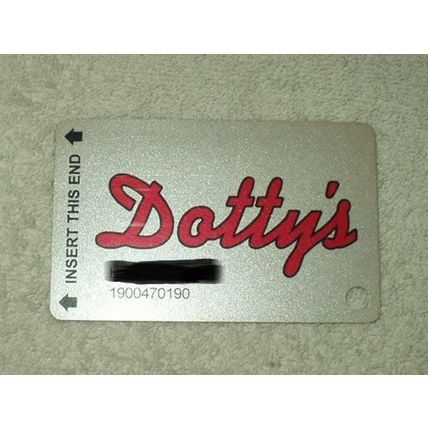 INSERT THIS END
Dotty's
1900470190